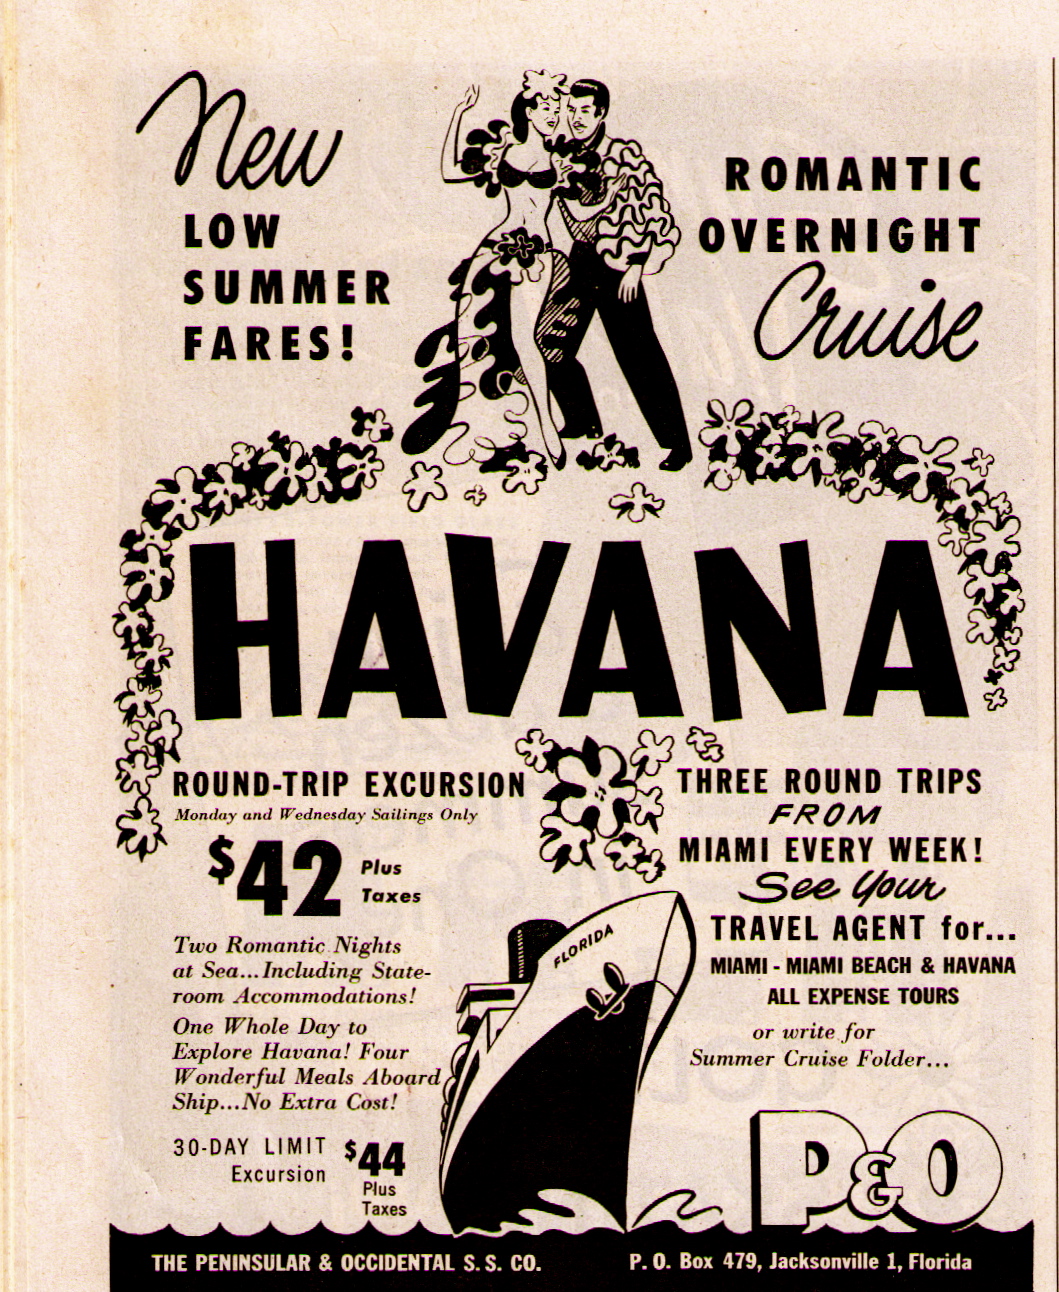 New
LOW
SUMMER
FARES!
ROMANTIC
OVERNIGHT
Cruise
HAVANA
ROUND-TRIP EXCURSION
Monday and Wednesday Sailings Only
$42 Plus
Taxes
Two Romantic Nights
at Sea...Including State-
room Accommodations!
One Whole Day to
Explore Havana! Four
Wonderful Meals Aboard
Ship...No Extra Cost!
30-DAY LIMIT
Excursion
$44
Plus
Taxes
THREE ROUND TRIPS
FROM
MIAMI EVERY WEEK!
See Your
TRAVEL AGENT for...
MIAMI - MIAMI BEACH & HAVANA
ALL EXPENSE TOURS
or write for
Summer Cruise Folder...
FLORIDA
P&O
THE PENINSULAR & OCCIDENTAL S. S. CO.
P. O. Box 479, Jacksonville 1, Florida